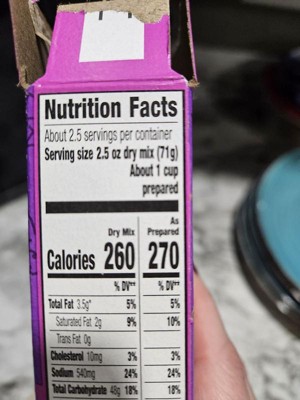 Nutrition Facts
About 2.5 servings per container
Serving size 2.5 oz dry mix (71g)
About 1 cup
prepared
As
Dry Mix Prepared
Calories 260 270
% DV** % DV**
Total Fat 3.5g* 5% 5%
Saturated Fat 2g 9% 10%
Trans Fat 0g
Cholesterol 10mg 3% 3%
Sodium 540mg 24% 24%
Total Carbohydrate 48g 18% 18%